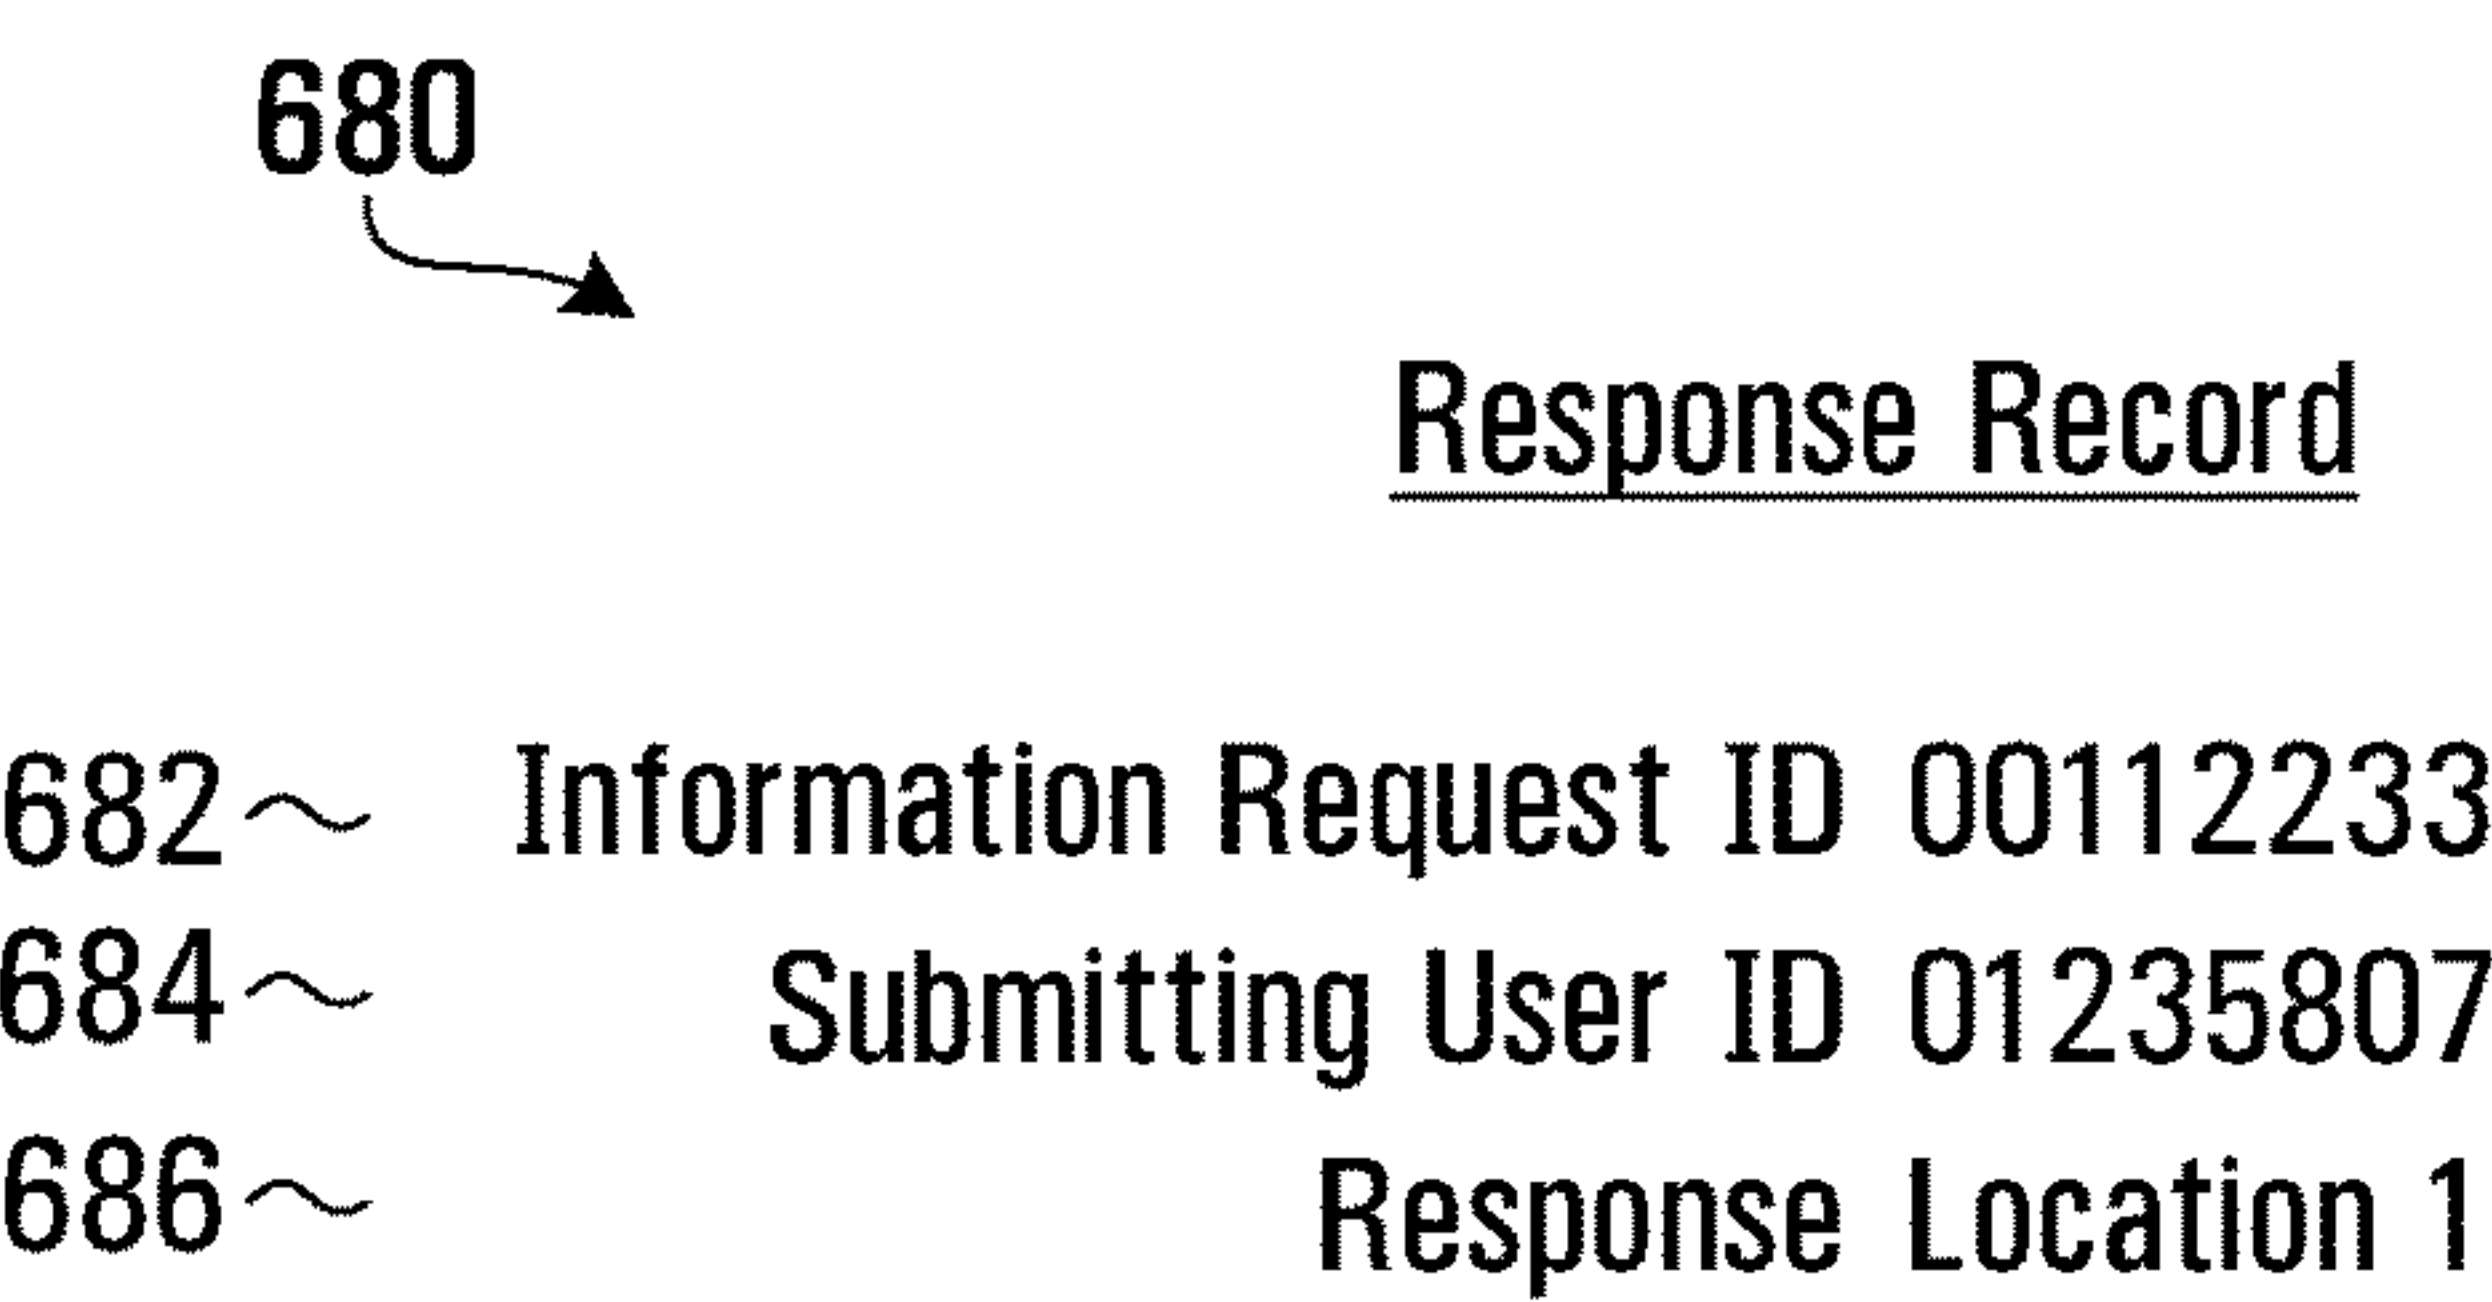 680
Response Record
682 Information Request ID 00112233
684 Submitting User ID 01235807
686 Response Location 1